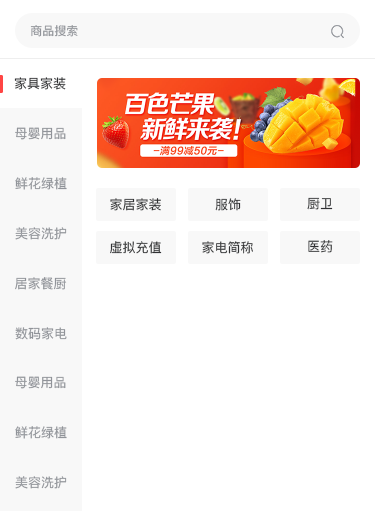 商品搜索
家具家装
母婴用品
鲜花绿植
美容洗护
居家餐厨
数码家电
母婴用品
鲜花绿植
美容洗护
百色芒果
新鲜来袭!
—满99减50元—
家居家装
服饰
厨卫
虚拟充值
家电简称
医药